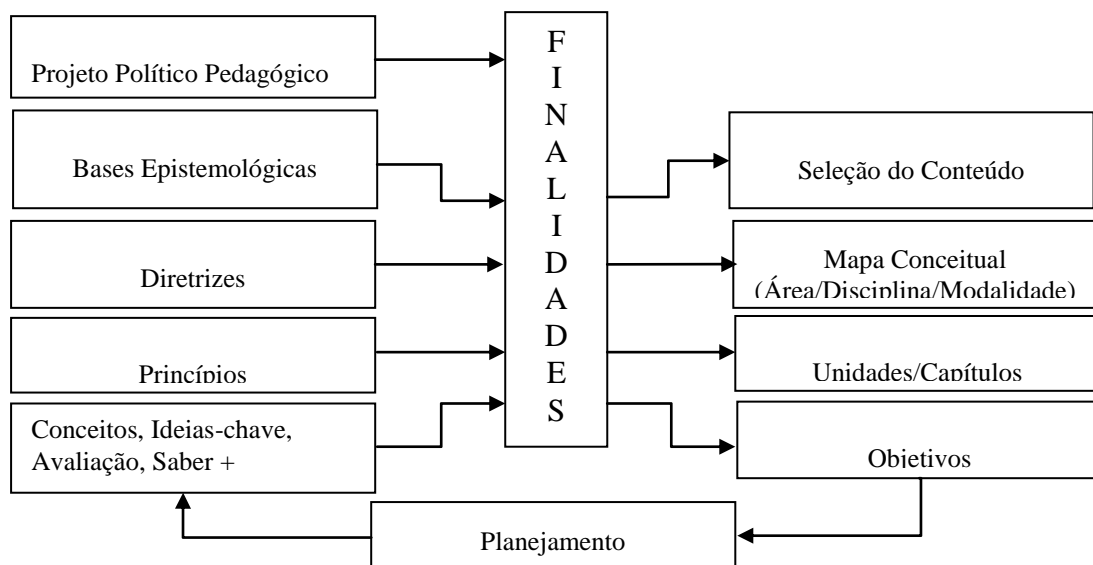 Projeto Político Pedagógico
Bases Epistemológicas
Diretrizes
Princípios
Conceitos, Ideias-chave,
Avaliação, Saber +
FINALIDADES
Seleção do Conteúdo
Mapa Conceitual
(Área/Disciplina/Modalidade)
Unidades/Capítulos
Objetivos
Planejamento